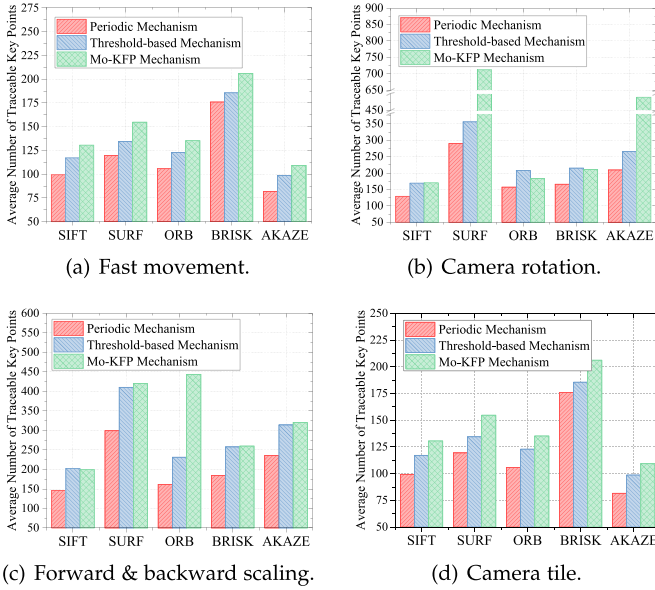 Average Number of Traceable Key Points
275
250
225
200
175
150
125
100
75
50
Periodic Mechanism
Threshold-based Mechanism
Mo-KFP Mechanism
SIFT SURF ORB BRISK AKAZE
(a) Fast movement.
Average Number of Traceable Key Points
900
850
800
750
700
650
450
400
350
300
250
200
150
100
50
Periodic Mechanism
Threshold-based Mechanism
Mo-KFP Mechanism
SIFT SURF ORB BRISK AKAZE
(b) Camera rotation.
Average Number of Traceable Key Points
600
550
500
450
400
350
300
250
200
150
100
50
Periodic Mechanism
Threshold-based Mechanism
Mo-KFP Mechanism
SIFT SURF ORB BRISK AKAZE
(c) Forward & backward scaling.
Average Number of Traceable Key Points
250
225
200
175
150
125
100
75
50
Periodic Mechanism
Threshold-based Mechanism
Mo-KFP Mechanism
SIFT SURF ORB BRISK AKAZE
(d) Camera tile.